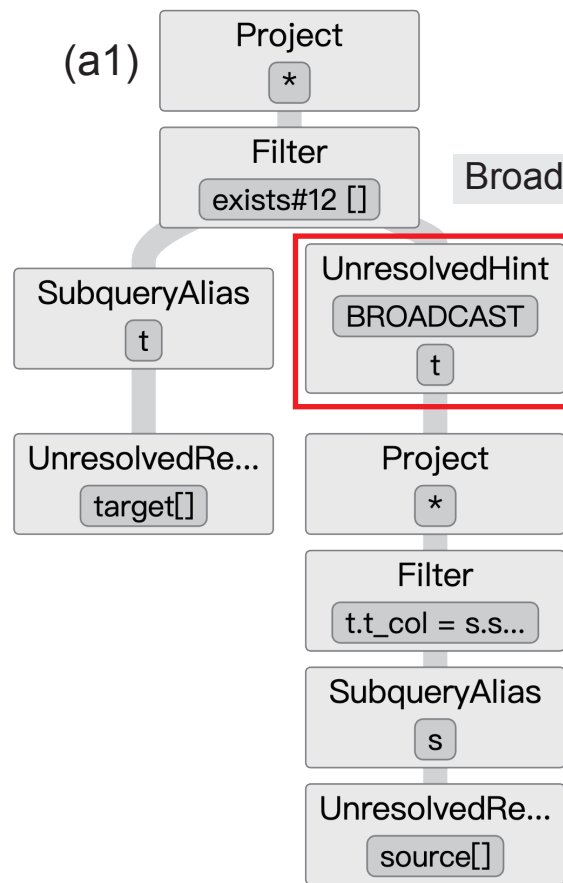 (a1)
Project
*
Filter
exists#12 []
Broad
SubqueryAlias
t
UnresolvedHint
BROADCAST
t
UnresolvedRe...
target[]
Project
*
Filter
t.t_col = s.s...
SubqueryAlias
s
UnresolvedRe...
source[]